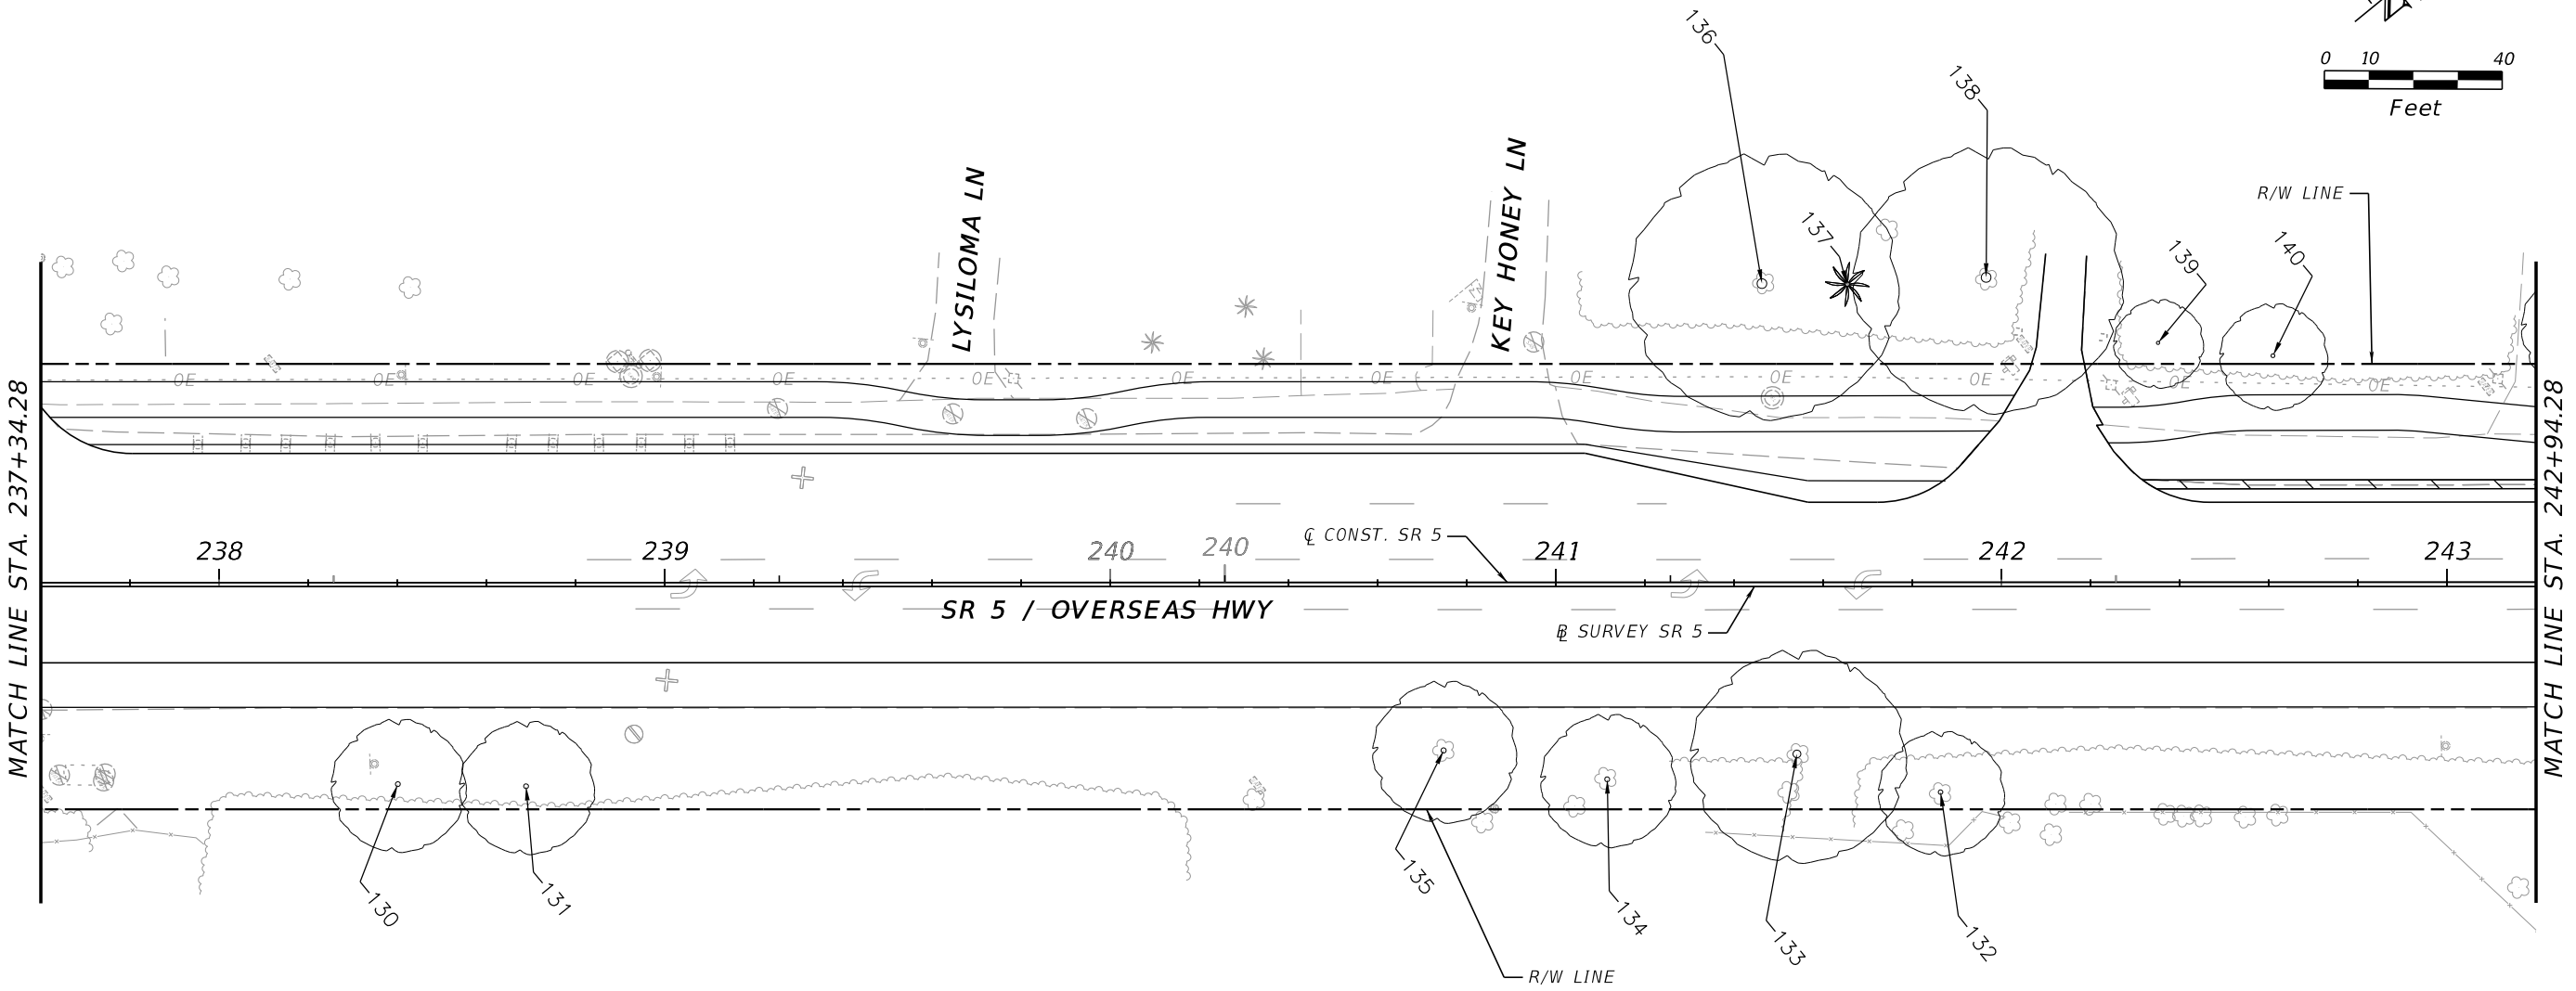 136
138
0 10 40
Feet
R/W LINE
137
139
140
LYSILOMA LN
KEY HONEY LN
OE OE OE OE OE OE OE OE OE OE OE OE
MATCH LINE STA. 237+34.28
MATCH LINE STA. 242+94.28
℄ CONST. SR 5
238 239 240 240 241 242 243
SR 5 / OVERSEAS HWY
BL SURVEY SR 5
130
131
135
134
133
132
R/W LINE